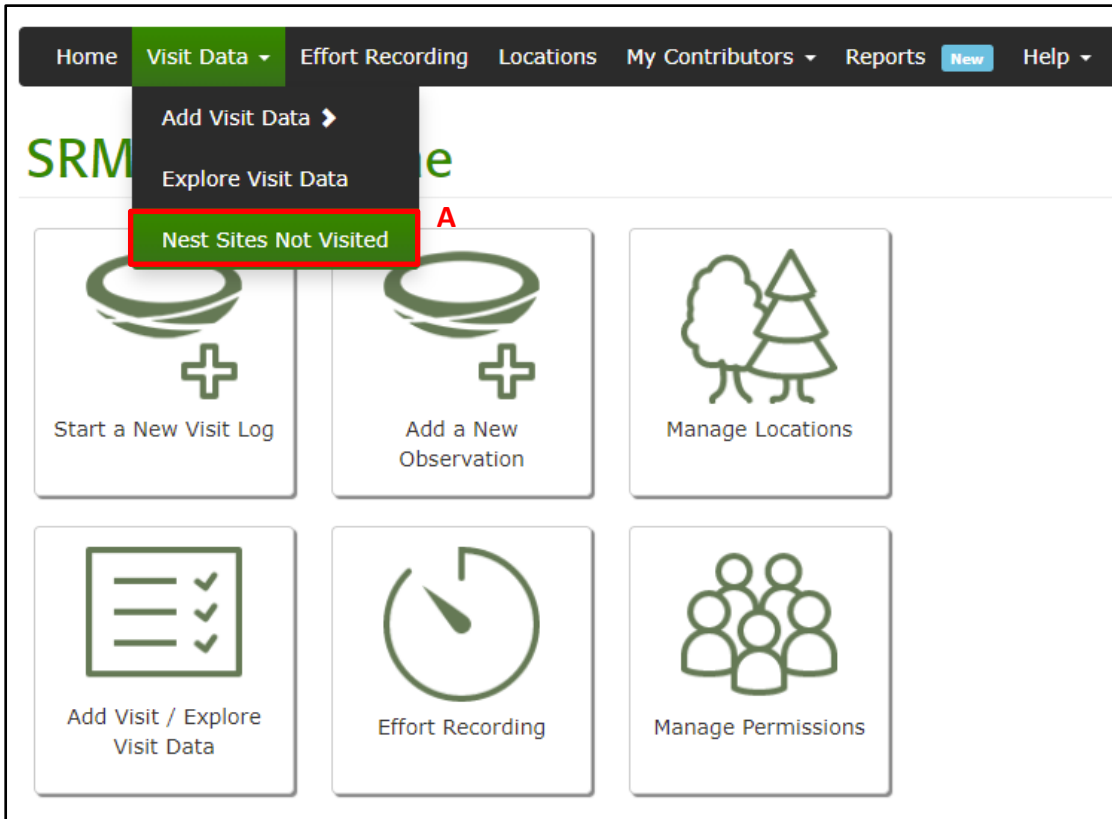 Home Visit Data Effort Recording Locations My Contributors Reports New Help
Add Visit Data
SRM e
Explore Visit Data
A
Nest Sites Not Visited
Start a New Visit Log
Add a New
Observation
Manage Locations
Add Visit / Explore
Visit Data
Effort Recording
Manage Permissions